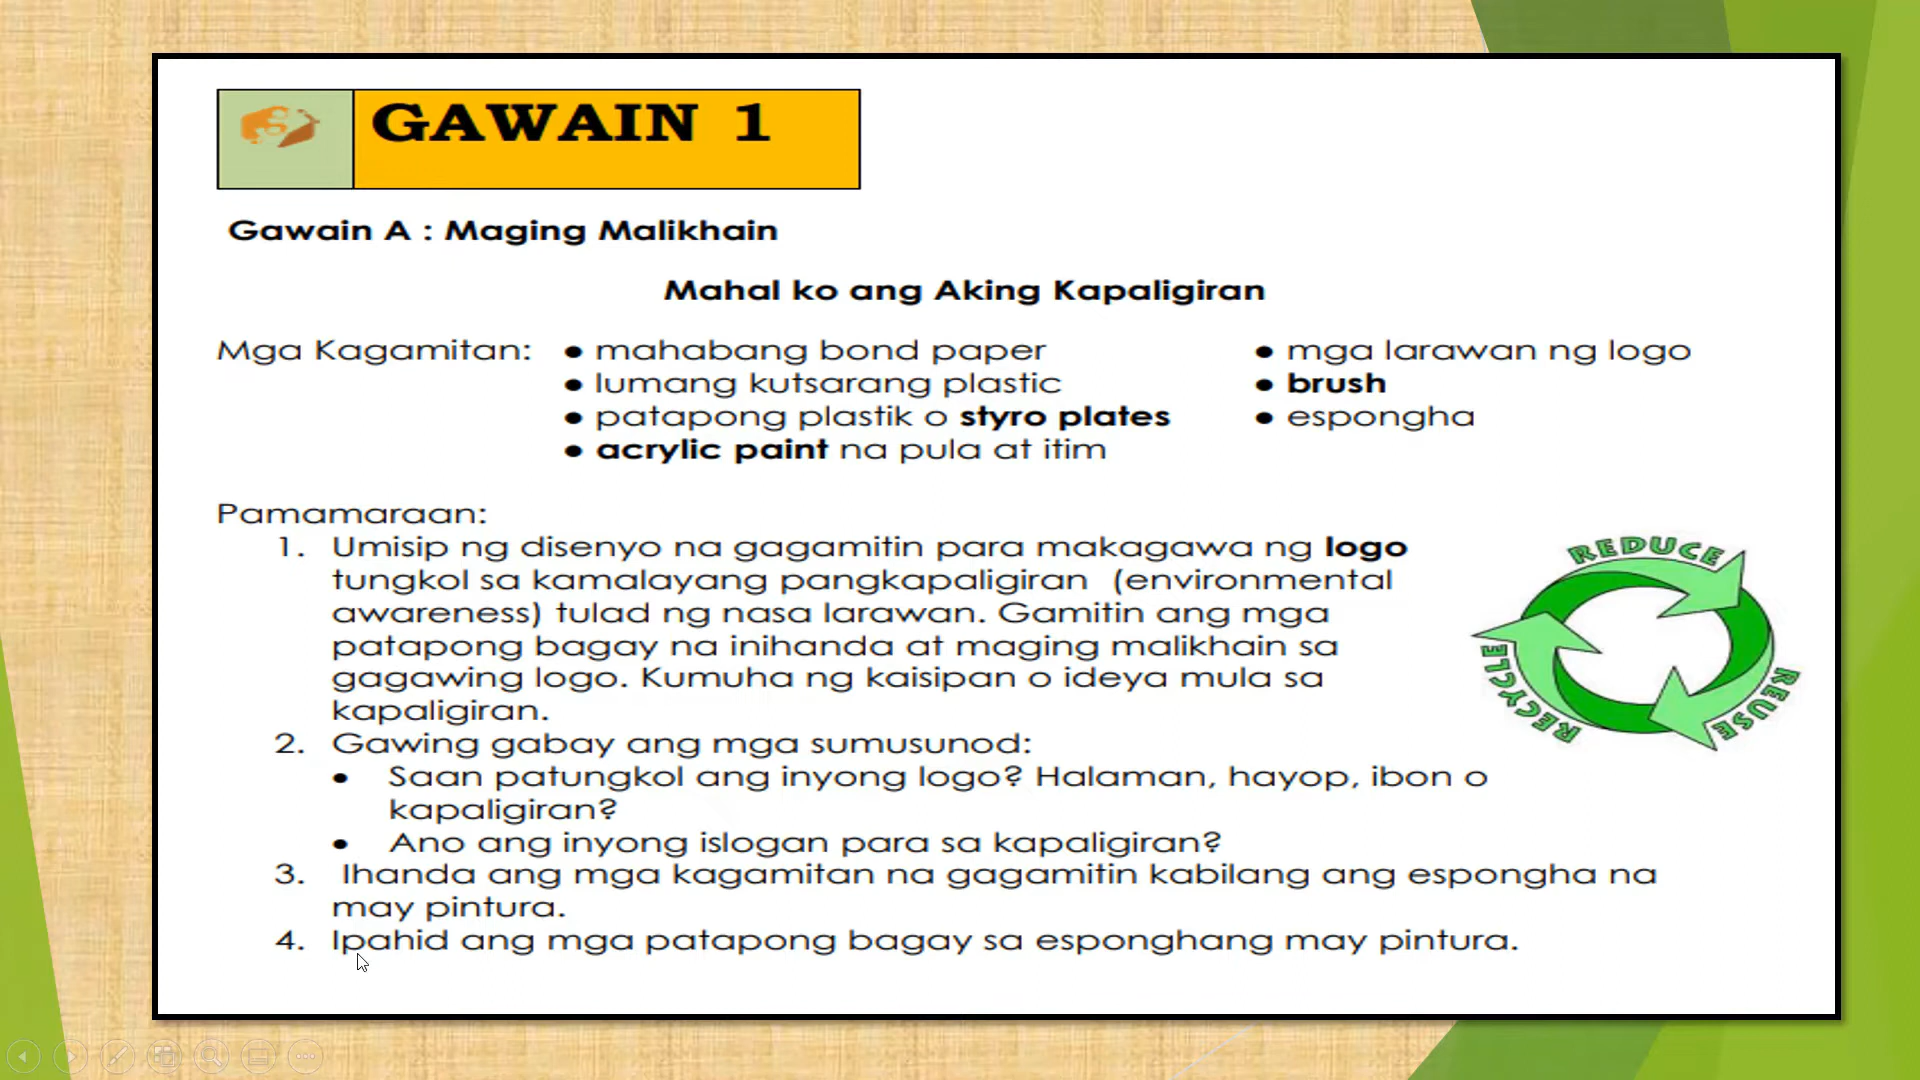 GAWAIN 1
Gawain A : Maging Malikhain
Mahal ko ang Aking Kapaligiran
Mga Kagamitan: ● mahabang bond paper ● mga larawan ng logo
● lumang kutsarang plastic ● brush
● patapong plastik o styro plates ● espongha
● acrylic paint na pula at itim
Pamamaraan:
1. Umisip ng disenyo na gagamitin para makagawa ng logo
tungkol sa kamalayang pangkapaligiran (environmental
awareness) tulad ng nasa larawan. Gamitin ang mga
patapong bagay na inihanda at maging malikhain sa
gagawing logo. Kumuha ng kaisipan o ideya mula sa
kapaligiran.
REDUCE
REUSE
RECYCLE
2. Gawing gabay ang mga sumusunod:
● Saan patungkol ang inyong logo? Halaman, hayop, ibon o
kapaligiran?
● Ano ang inyong islogan para sa kapaligiran?
3. Ihanda ang mga kagamitan na gagamitin kabilang ang espongha na
may pintura.
4. Ipahid ang mga patapong bagay sa esponghang may pintura.